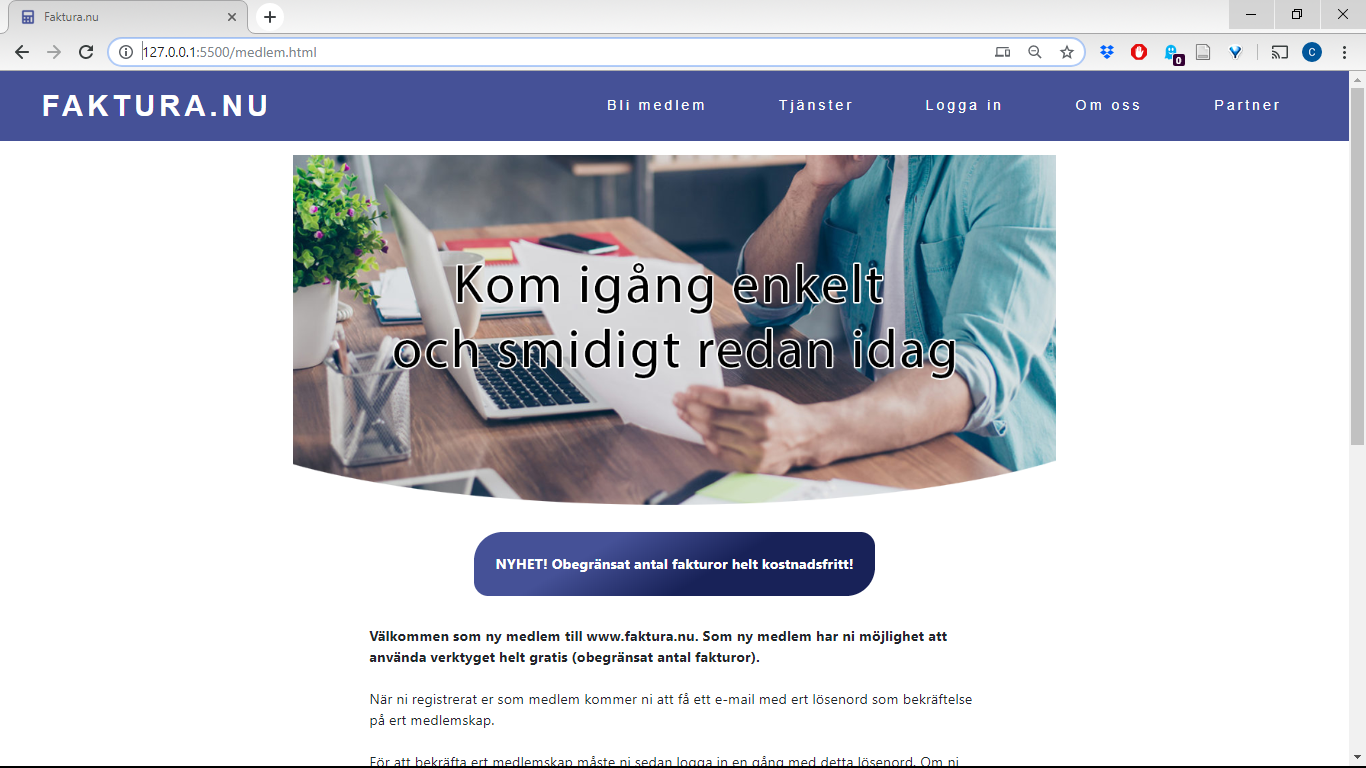 Faktura.nu
127.0.0.1:5500/medlem.html
0
C
FAKTURA.NU
Bli medlem
Tjänster
Logga in
Om oss
Partner
Kom igång enkelt
och smidigt redan idag
NYHET! Obegränsat antal fakturor helt kostnadsfritt!
Välkommen som ny medlem till www.faktura.nu. Som ny medlem har ni möjlighet att
använda verktyget helt gratis (obegränsat antal fakturor).
När ni registrerat er som medlem kommer ni att få ett e-mail med ert lösenord som bekräftelse
på ert medlemskap.
För att bekräfta ert medlemskap måste ni sedan logga in en gång med detta lösenord. Om ni